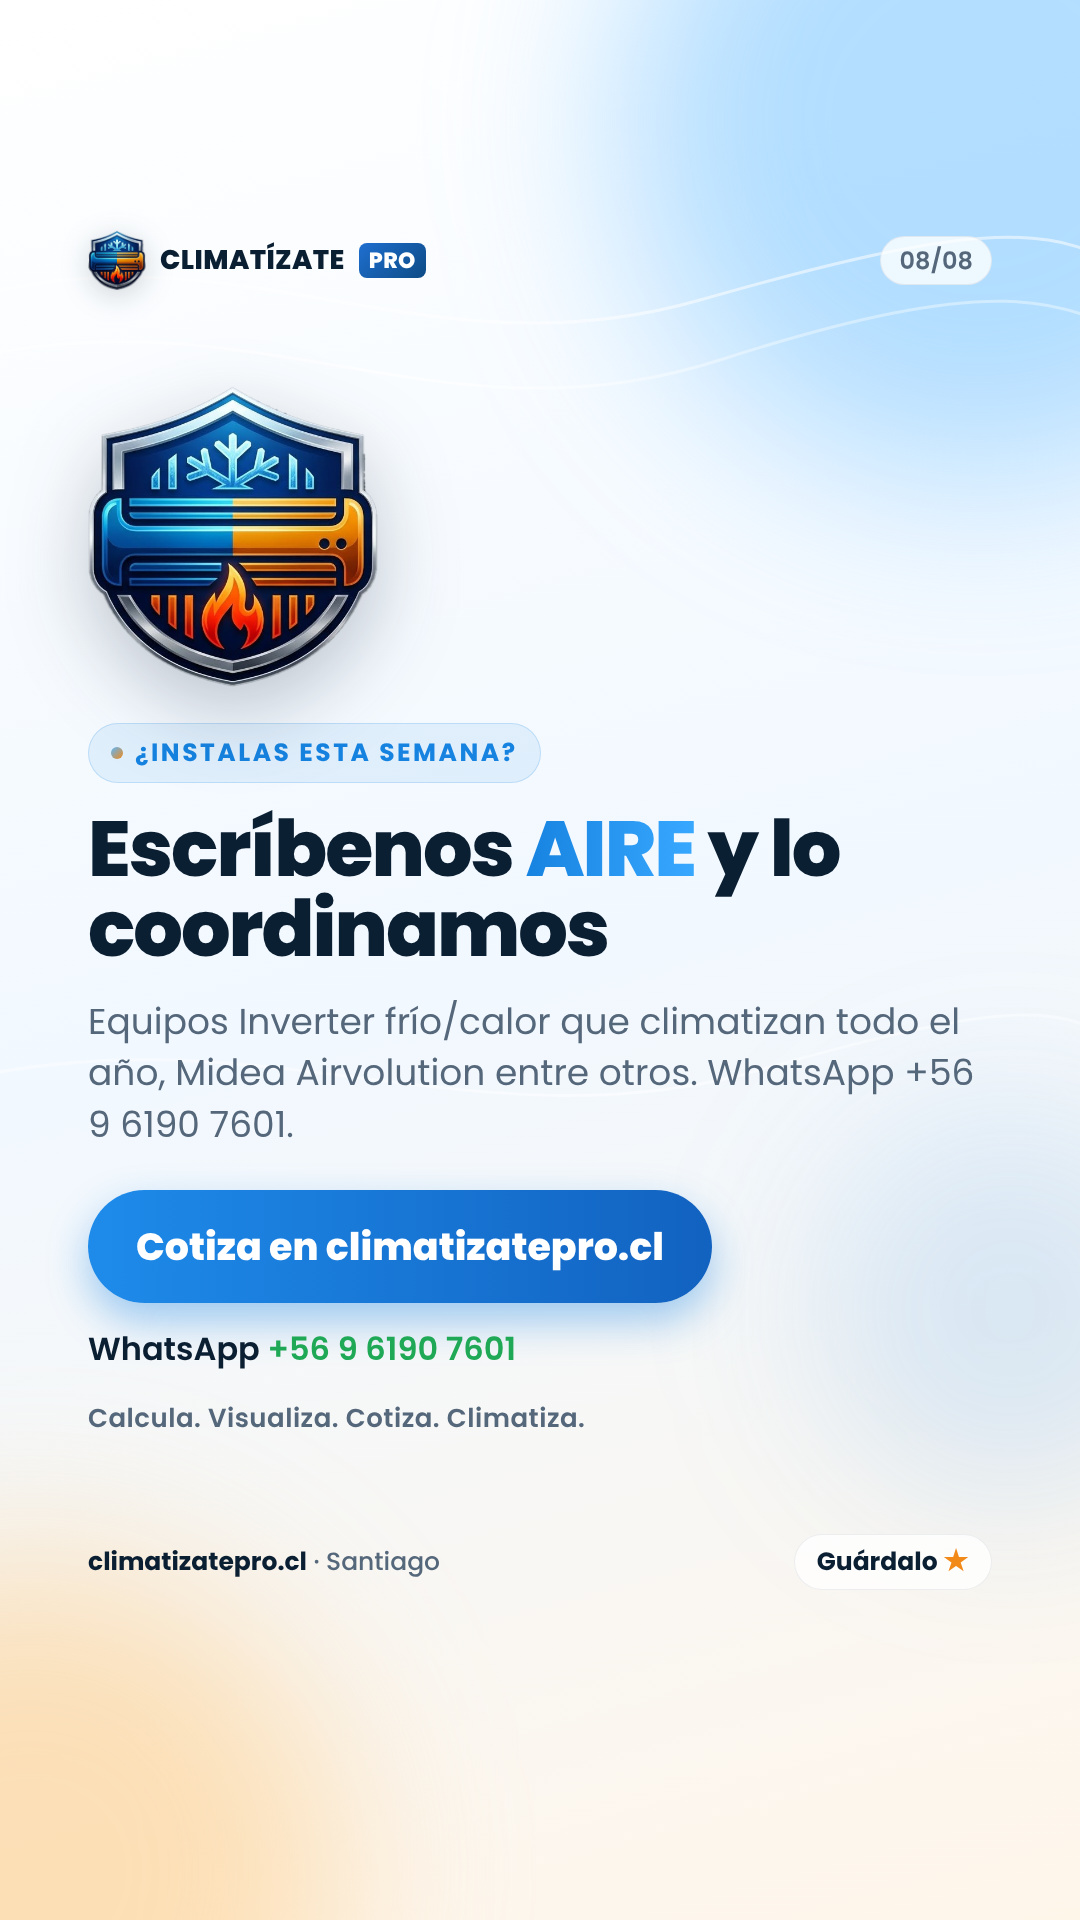 CLIMATÍZATE PRO
08/08
¿INSTALAS ESTA SEMANA?
Escríbenos AIRE y lo
coordinamos
Equipos Inverter frío/calor que climatizan todo el
año, Midea Airvolution entre otros. WhatsApp +56
9 6190 7601.
Cotiza en climatizatepro.cl
WhatsApp +56 9 6190 7601
Calcula. Visualiza. Cotiza. Climatiza.
climatizatepro.cl · Santiago
Guárdalo ★